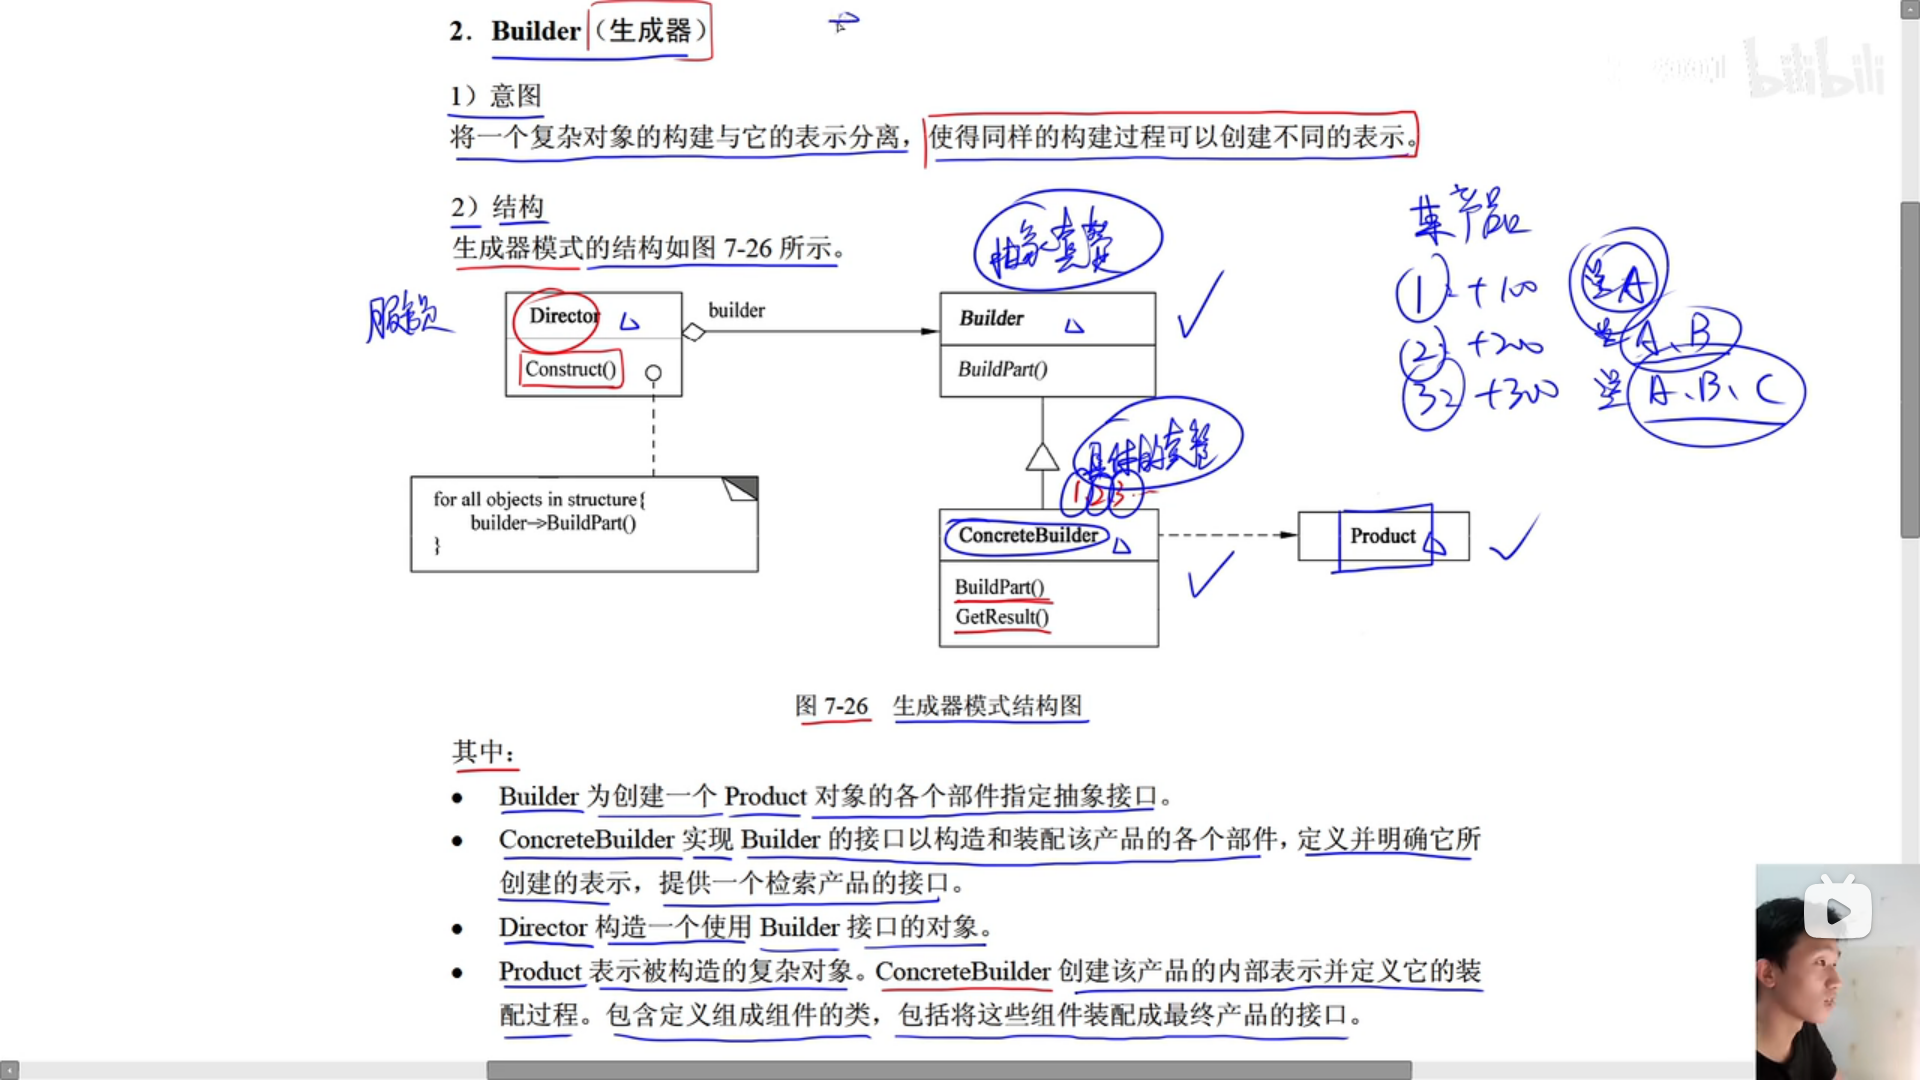 2. Builder（生成器）
bilibili
1）意图
将一个复杂对象的构建与它的表示分离，使得同样的构建过程可以创建不同的表示。
2）结构
生成器模式的结构如图 7-26 所示。
抽象套餐
某产品
① +100 送A
② +200 送A、B
③ +300 送A、B、C
服务员
Director
builder
Builder
Construct()
BuildPart()
具体的套餐
1 2 3
for all objects in structure{
builder->BuildPart()
}
ConcreteBuilder
Product
BuildPart()
GetResult()
图 7-26 生成器模式结构图
其中：
● Builder 为创建一个 Product 对象的各个部件指定抽象接口。
● ConcreteBuilder 实现 Builder 的接口以构造和装配该产品的各个部件，定义并明确它所
创建的表示，提供一个检索产品的接口。
● Director 构造一个使用 Builder 接口的对象。
● Product 表示被构造的复杂对象。ConcreteBuilder 创建该产品的内部表示并定义它的装
配过程。包含定义组成组件的类，包括将这些组件装配成最终产品的接口。